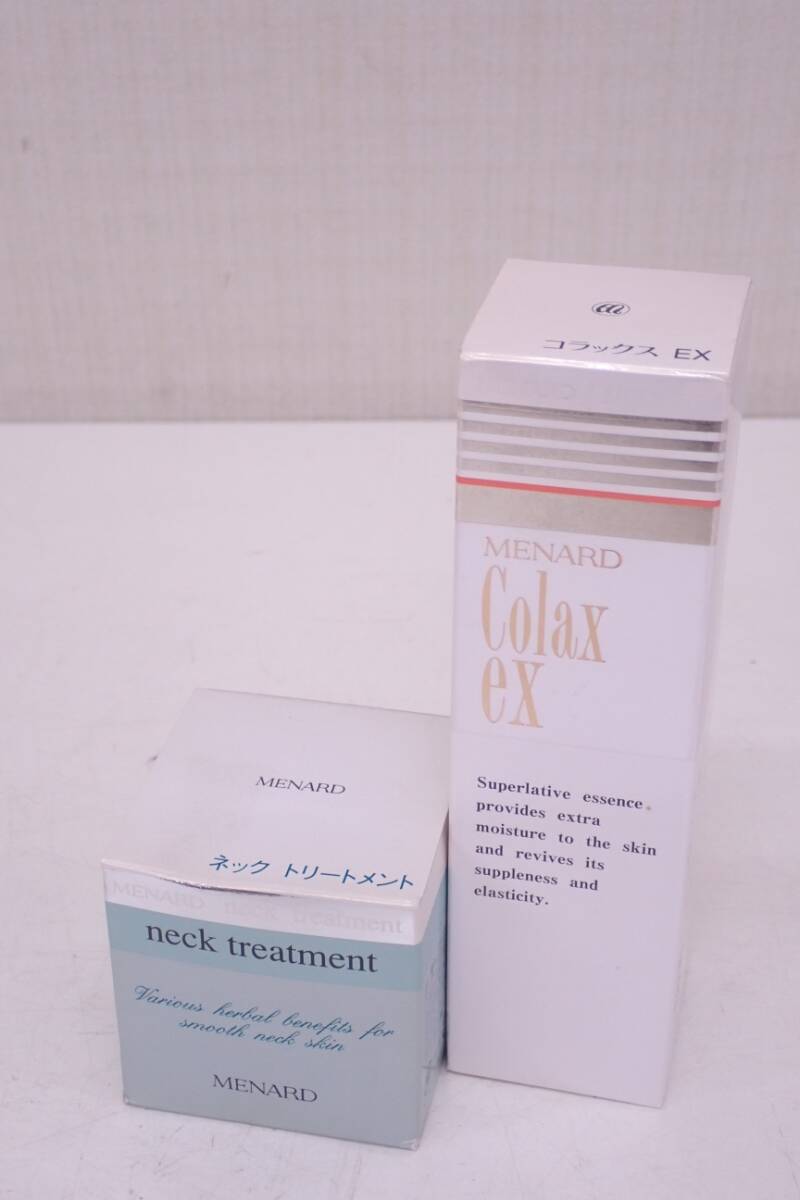 コラックス EX
MENARD
Colax
ex
Superlative essence
provides extra
moisture to the skin
and revives its
suppleness and
elasticity.
MENARD
ネック トリートメント
MENARD neck treatment
neck treatment
Various herbal benefits for
smooth neck skin
MENARD